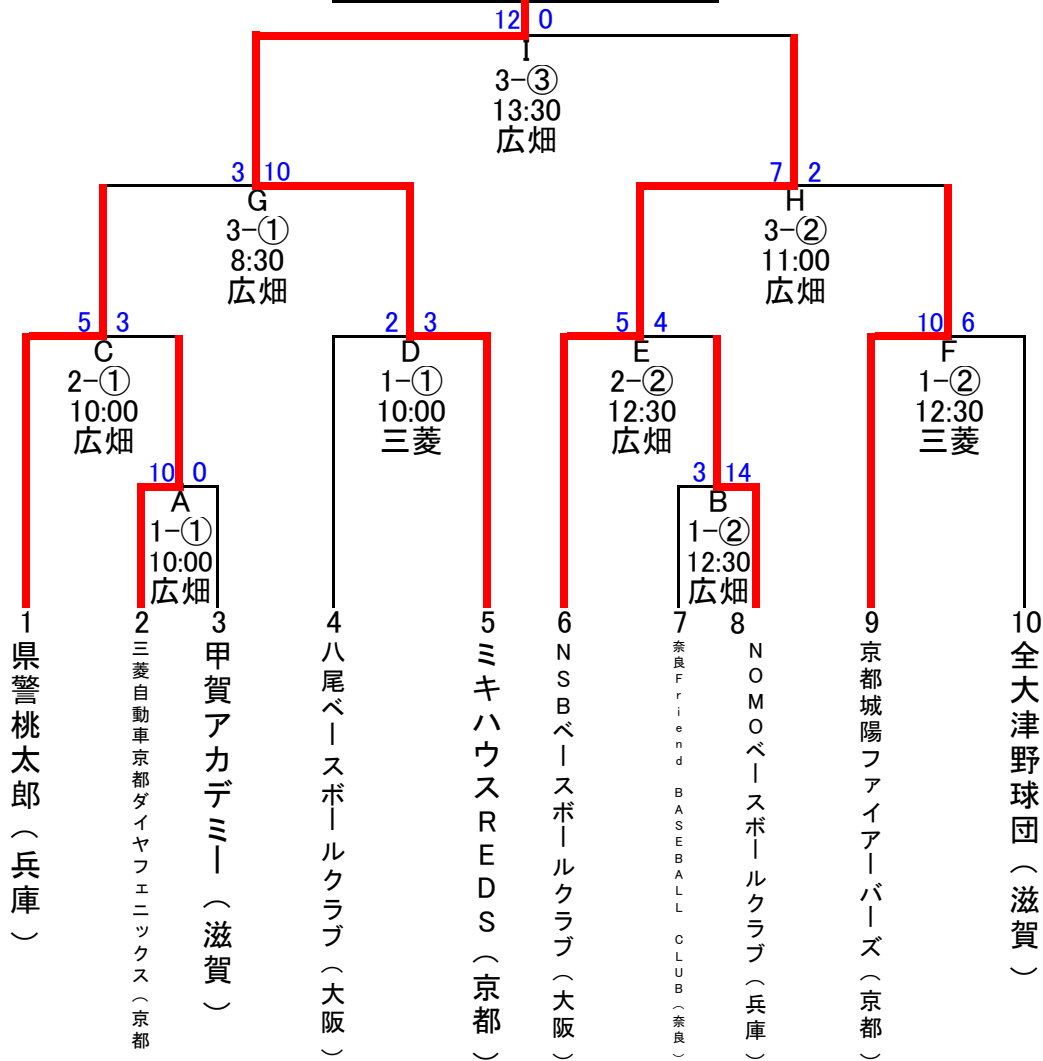 12 0
I
3-③
13:30
広畑
3 10
G
3-①
8:30
広畑
7 2
H
3-②
11:00
広畑
5 3
C
2-①
10:00
広畑
2 3
D
1-①
10:00
三菱
5 4
E
2-②
12:30
広畑
10 6
F
1-②
12:30
三菱
10 0
A
1-①
10:00
広畑
3 14
B
1-②
12:30
広畑
1
県警桃太郎（兵庫）
2
三菱自動車京都ダイヤフェニックス（京都
3
甲賀アカデミー（滋賀）
4
八尾ベースボールクラブ（大阪）
5
ミキハウスREDS（京都）
6
NSBベースボールクラブ（大阪）
7
奈良Friend BASEBALL CLUB（奈良）
8
NOMOベースボールクラブ（兵庫）
9
京都城陽ファイアーバーズ（京都）
10
全大津野球団（滋賀）